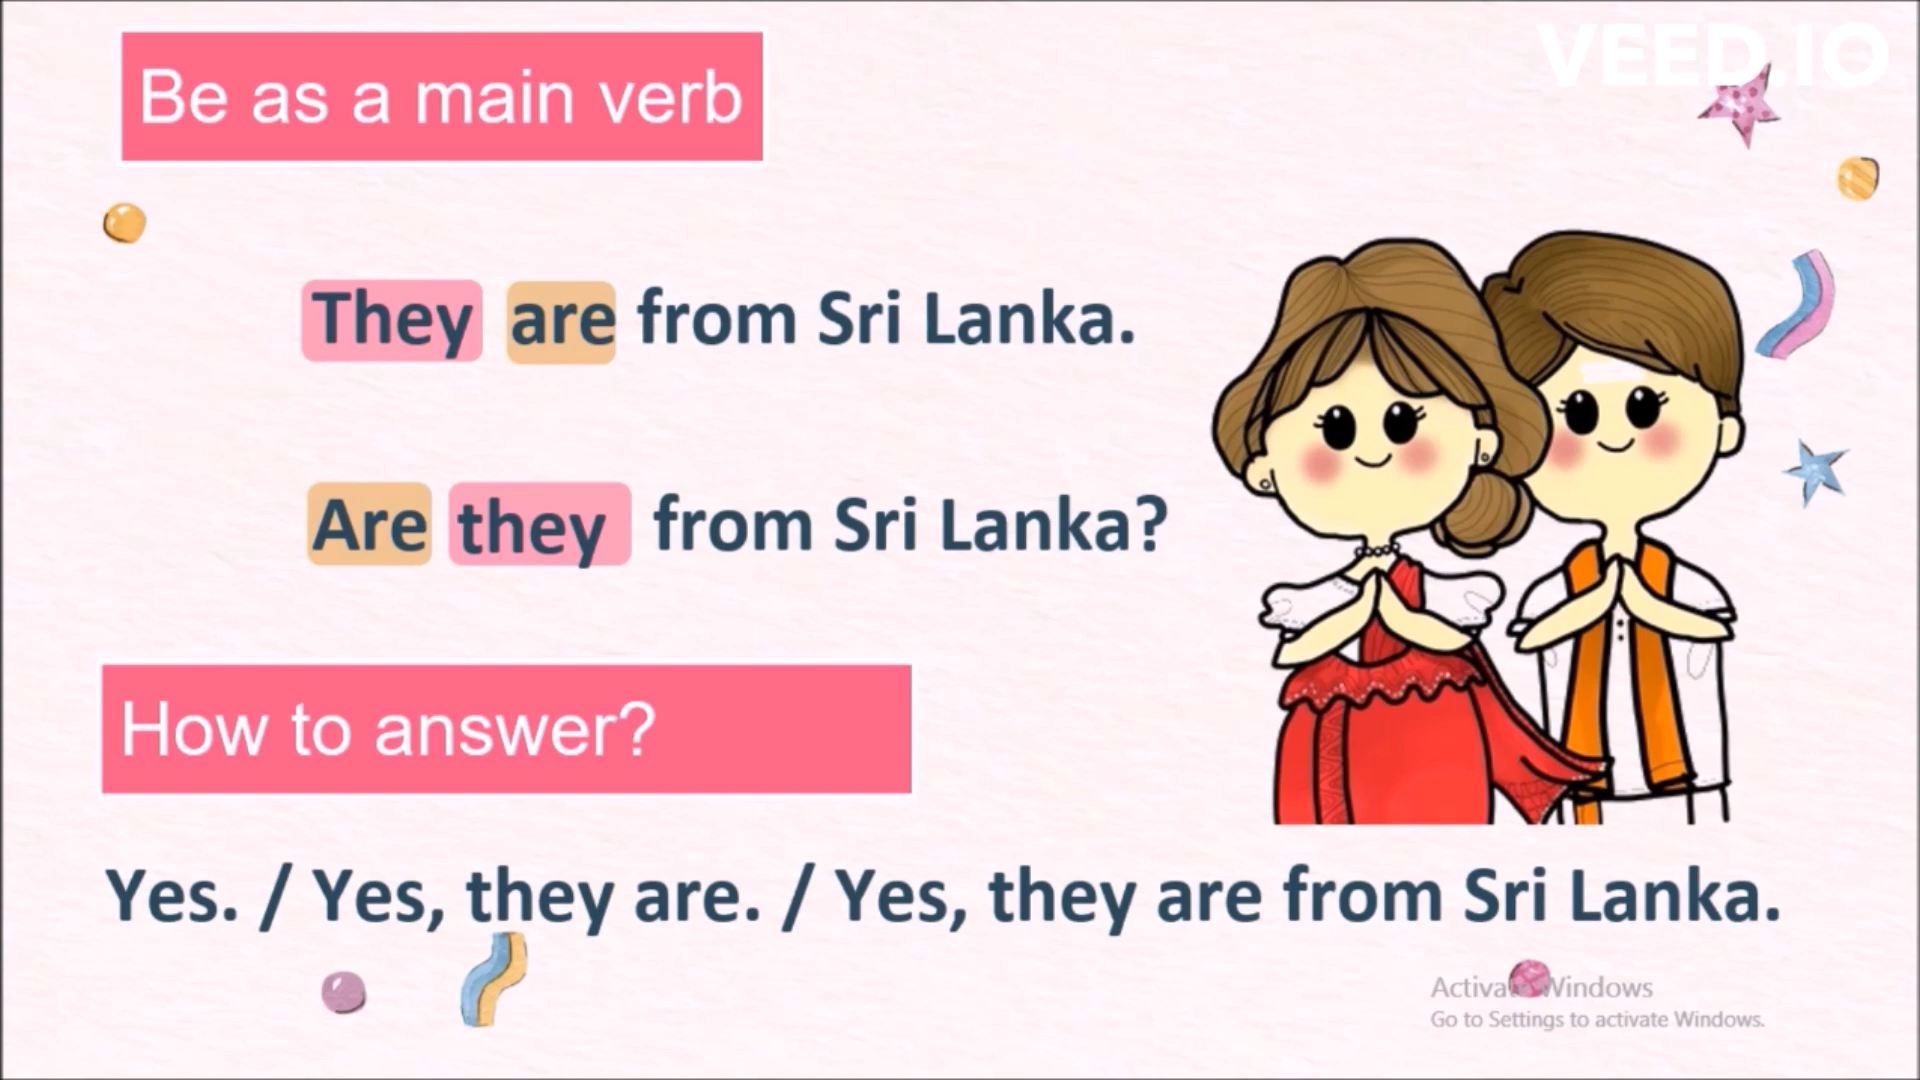 VEED.IO
Be as a main verb
They are from Sri Lanka.
Are they from Sri Lanka?
How to answer?
Yes. / Yes, they are. / Yes, they are from Sri Lanka.
Activate Windows
Go to Settings to activate Windows.